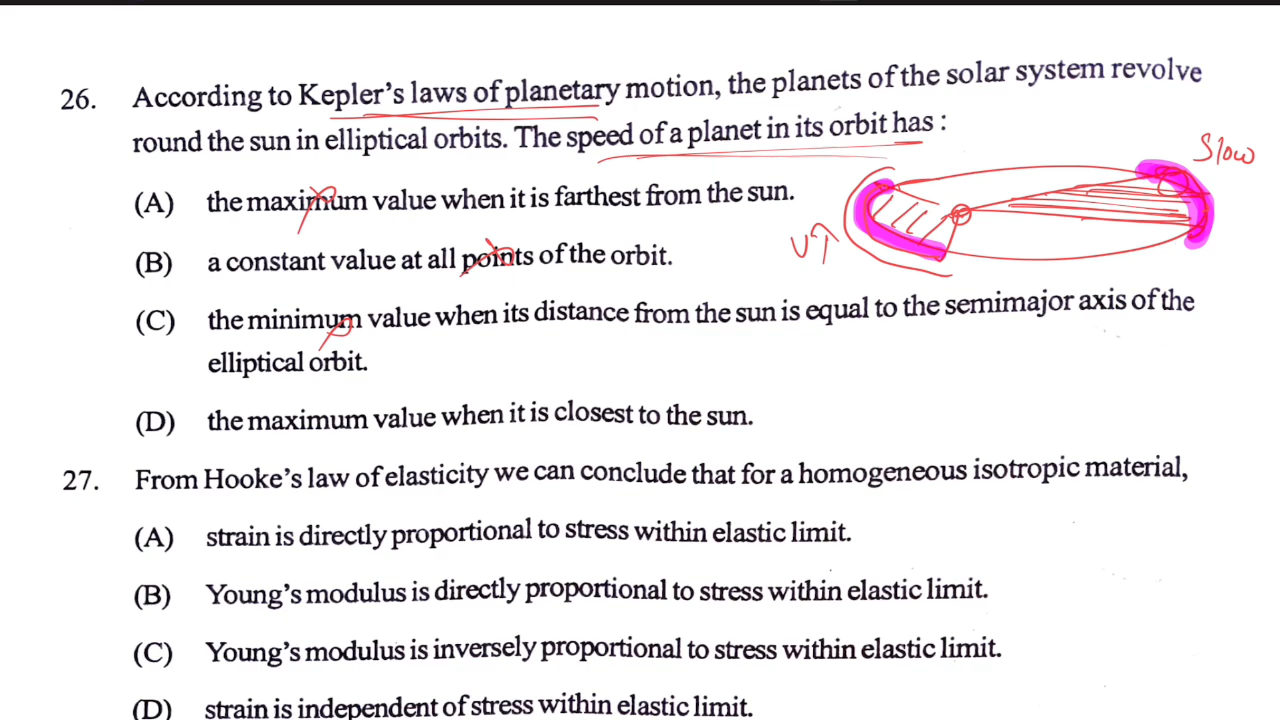 26. According to Kepler's laws of planetary motion, the planets of the solar system revolve
round the sun in elliptical orbits. The speed of a planet in its orbit has :
Slow
(A) the maximum value when it is farthest from the sun.
V↑
(B) a constant value at all points of the orbit.
(C) the minimum value when its distance from the sun is equal to the semimajor axis of the
elliptical orbit.
(D) the maximum value when it is closest to the sun.
27. From Hooke's law of elasticity we can conclude that for a homogeneous isotropic material,
(A) strain is directly proportional to stress within elastic limit.
(B) Young's modulus is directly proportional to stress within elastic limit.
(C) Young's modulus is inversely proportional to stress within elastic limit.
(D) strain is independent of stress within elastic limit.